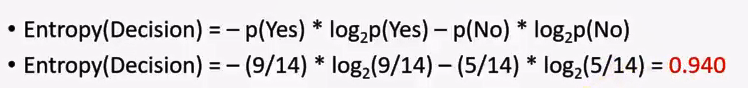 • Entropy(Decision) = – p(Yes) * log₂p(Yes) – p(No) * log₂p(No)
• Entropy(Decision) = – (9/14) * log₂(9/14) – (5/14) * log₂(5/14) = 0.940